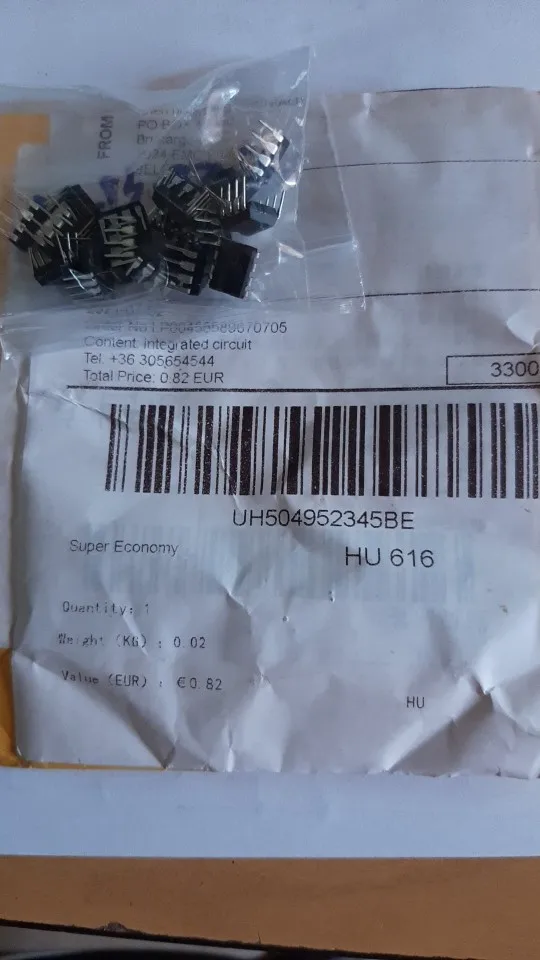 FROM
PO Box
Content: integrated circuit
Tel. +36 305654544
Total Price: 0.82 EUR
3300
UH504952345BE
Super Economy
HU 616
Quantity: 1
Weight (KG) : 0.02
Value (EUR) : €0.82
HU